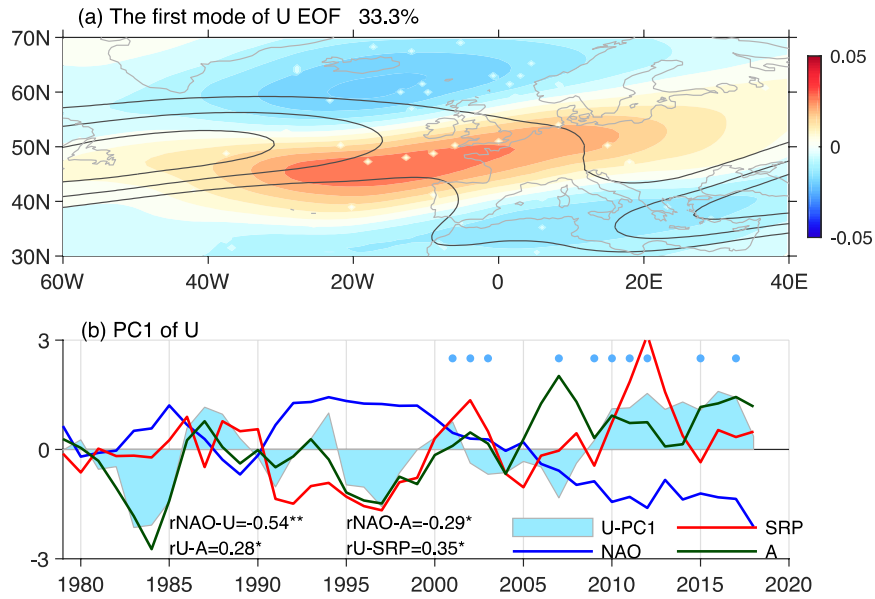 (a) The first mode of U EOF 33.3%
70N
60N
50N
40N
30N
60W 40W 20W 0 20E 40E
0.05
0
-0.05
(b) PC1 of U
3
0
-3
rNAO-U=-0.54** rNAO-A=-0.29*
rU-A=0.28* rU-SRP=0.35*
U-PC1 SRP
NAO A
1980 1985 1990 1995 2000 2005 2010 2015 2020